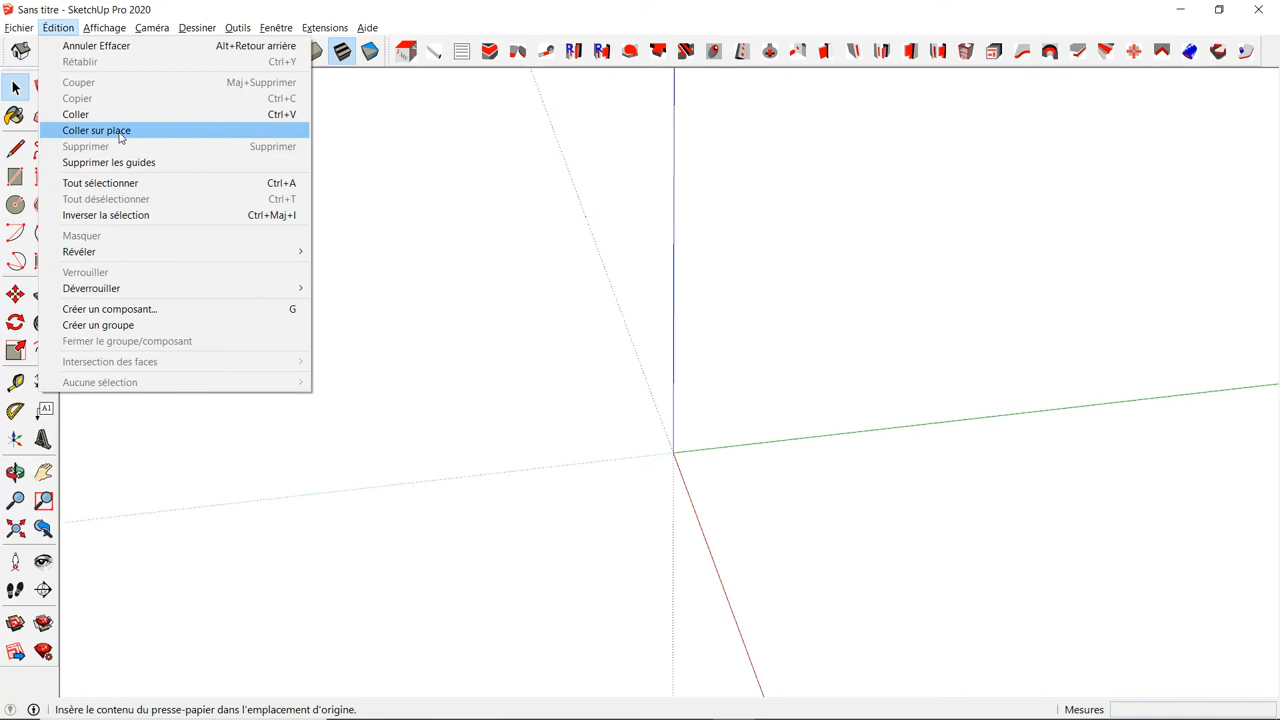 Sans titre - SketchUp Pro 2020
Fichier Édition Affichage Caméra Dessiner Outils Fenêtre Extensions Aide
Annuler Effacer Alt+Retour arrière
Rétablir Ctrl+Y
Couper Maj+Supprimer
Copier Ctrl+C
Coller Ctrl+V
Coller sur place
Supprimer Supprimer
Supprimer les guides
Tout sélectionner Ctrl+A
Tout désélectionner Ctrl+T
Inverser la sélection Ctrl+Maj+I
Masquer
Révéler
Verrouiller
Déverrouiller
Créer un composant... G
Créer un groupe
Fermer le groupe/composant
Intersection des faces
Aucune sélection
A1
Insère le contenu du presse-papier dans l'emplacement d'origine. Mesures